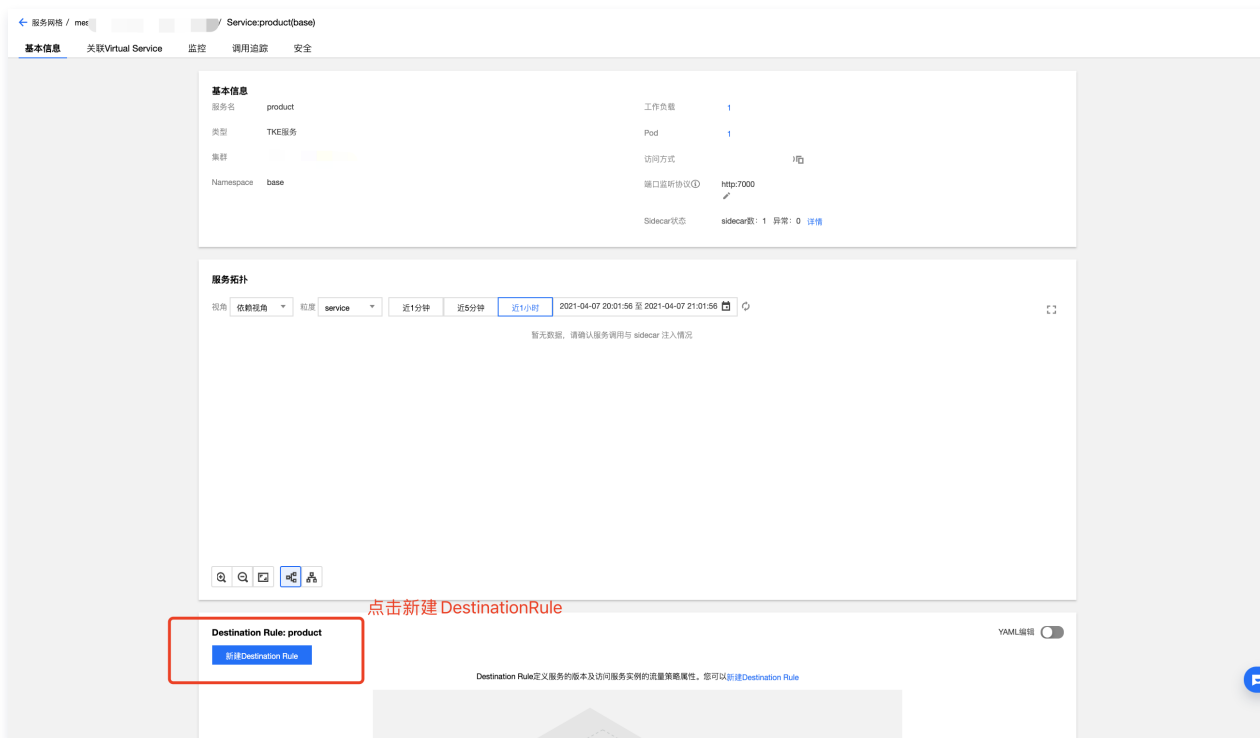 服务网格 / mes / Service:product(base)
基本信息 关联Virtual Service 监控 调用追踪 安全
基本信息
服务名 product
类型 TKE服务
集群
Namespace base
工作负载 1
Pod 1
访问方式
端口监听协议 http:7000
Sidecar状态 sidecar数：1 异常：0 详情
服务拓扑
视角 依赖视角 粒度 service 近1分钟 近5分钟 近1小时 2021-04-07 20:01:56 至 2021-04-07 21:01:56
暂无数据，请确认服务调用与 sidecar 注入情况
点击新建 DestinationRule
Destination Rule: product
YAML编辑
新建Destination Rule
Destination Rule定义服务的版本及访问服务实例的流量策略属性。您可以新建Destination Rule